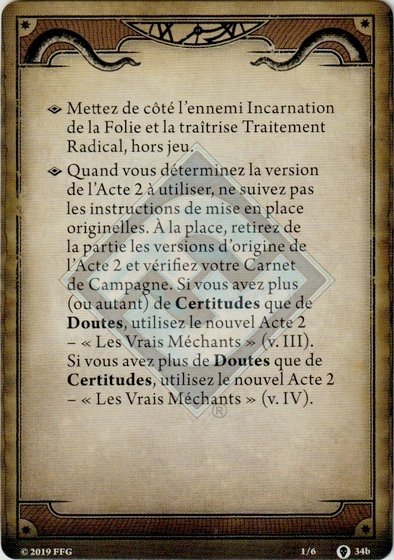 Mettez de côté l'ennemi Incarnation
de la Folie et la traîtrise Traitement
Radical, hors jeu.
Quand vous déterminez la version
de l'Acte 2 à utiliser, ne suivez pas
les instructions de mise en place
originelles. À la place, retirez de
la partie les versions d'origine de
l'Acte 2 et vérifiez votre Carnet
de Campagne. Si vous avez plus
(ou autant) de Certitudes que de
Doutes, utilisez le nouvel Acte 2
– « Les Vrais Méchants » (v. III).
Si vous avez plus de Doutes que de
Certitudes, utilisez le nouvel Acte 2
– « Les Vrais Méchants » (v. IV).
®
© 2019 FFG 1/6 34b